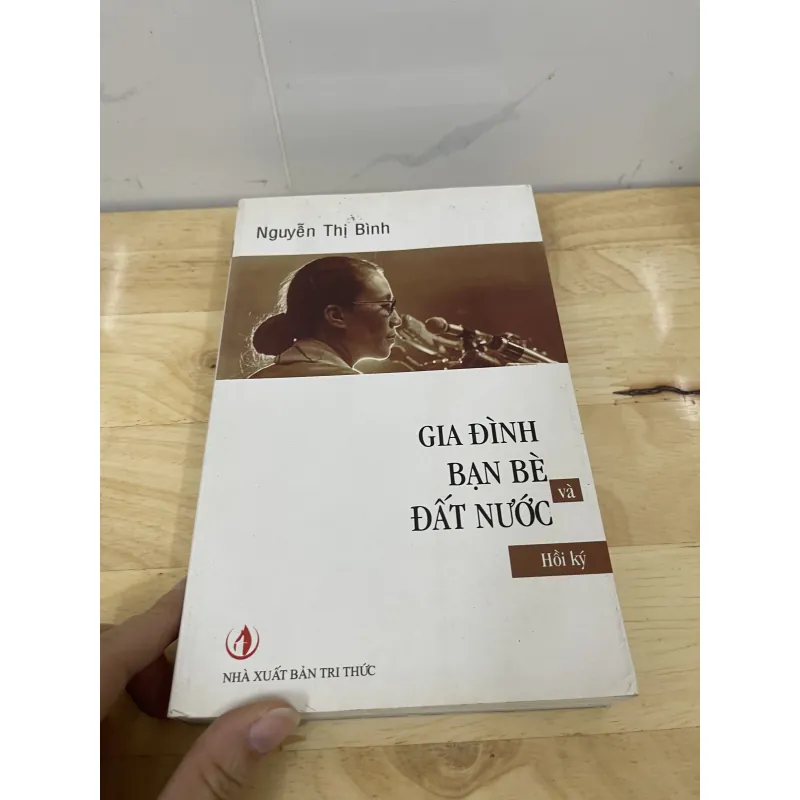 Nguyễn Thị Bình
GIA ĐÌNH
BẠN BÈ
và
ĐẤT NƯỚC
Hồi ký
NHÀ XUẤT BẢN TRI THỨC